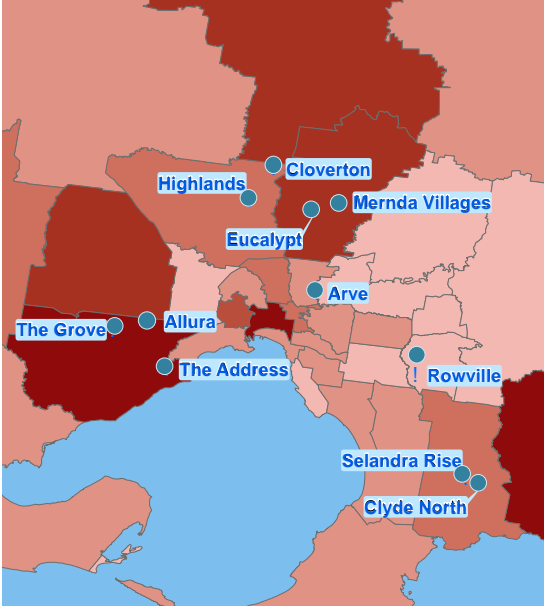 Cloverton
Highlands
Mernda Villages
Eucalypt
Arve
The Grove
Allura
The Address
! Rowville
Selandra Rise
Clyde North